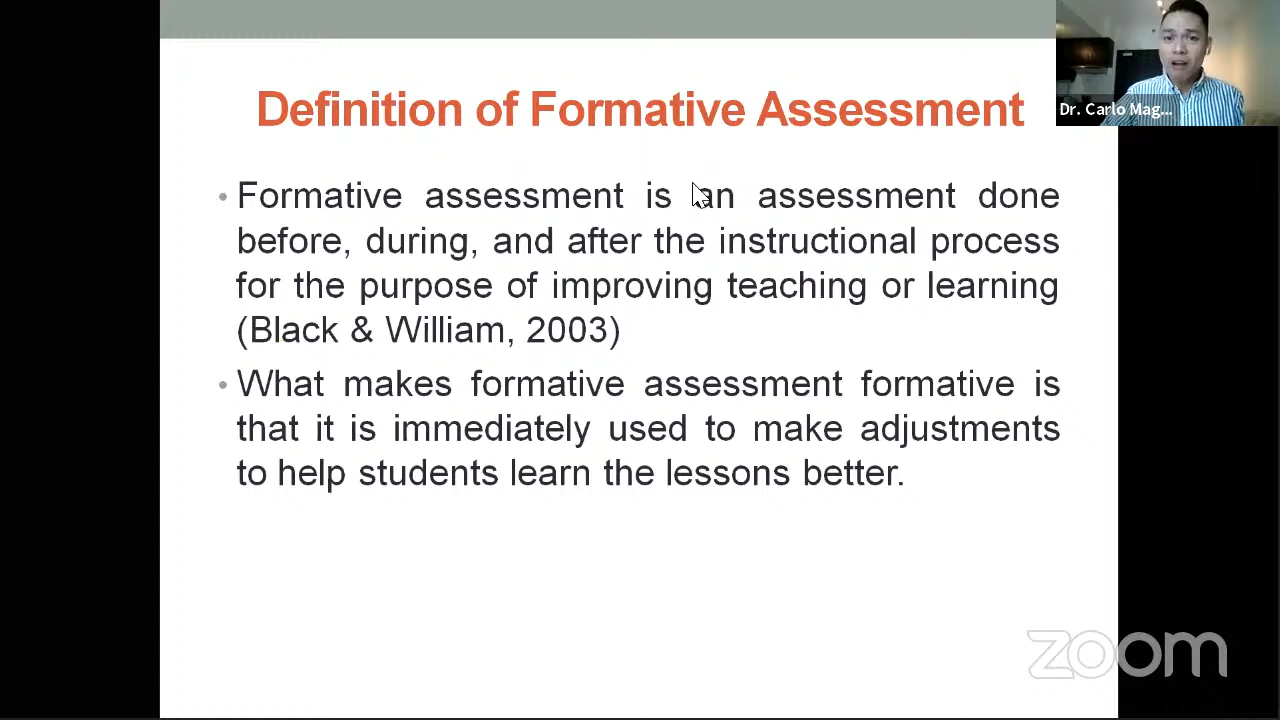 Definition of Formative Assessment
Dr. Carlo Mag...
• Formative assessment is an assessment done
before, during, and after the instructional process
for the purpose of improving teaching or learning
(Black & William, 2003)
• What makes formative assessment formative is
that it is immediately used to make adjustments
to help students learn the lessons better.
zoom